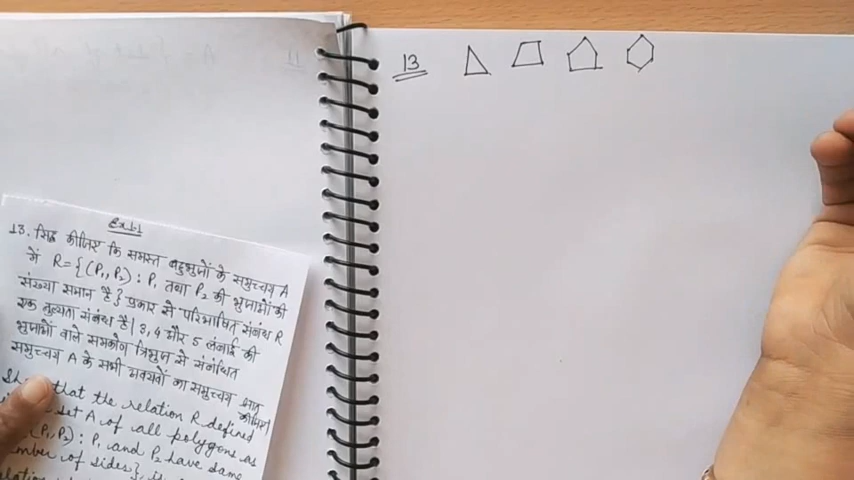 13
Ex 1.1
13. सिद्ध कीजिए कि समस्त बहुभुजों के समुच्चय A
में R = {(P₁, P₂) : P₁ तथा P₂ की भुजाओं की
संख्या समान है} प्रकार से परिभाषित संबंध R
एक तुल्यता संबंध है | 3, 4 और 5 लंबाई की
भुजाओं वाले समकोण त्रिभुज से संबंधित
समुच्चय A के सभी अवयवों का समुच्चय ज्ञात
कीजिए
that the relation R defined
set A of all polygons as
(P₁, P₂) : P₁ and P₂ have same
number of sides},